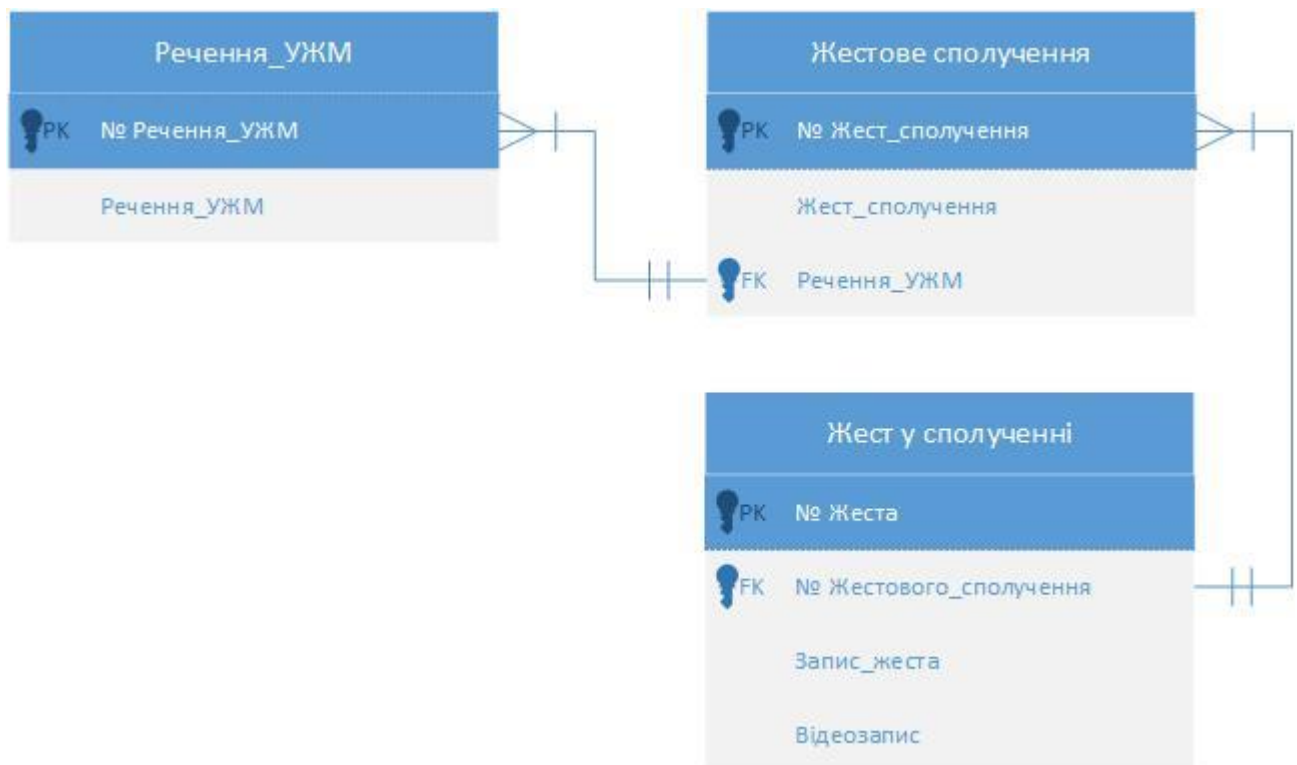 Речення_УЖМ
PK № Речення_УЖМ
Речення_УЖМ
Жестове сполучення
PK № Жест_сполучення
Жест_сполучення
FK Речення_УЖМ
Жест у сполученні
PK № Жеста
FK № Жестового_сполучення
Запис_жеста
Відеозапис